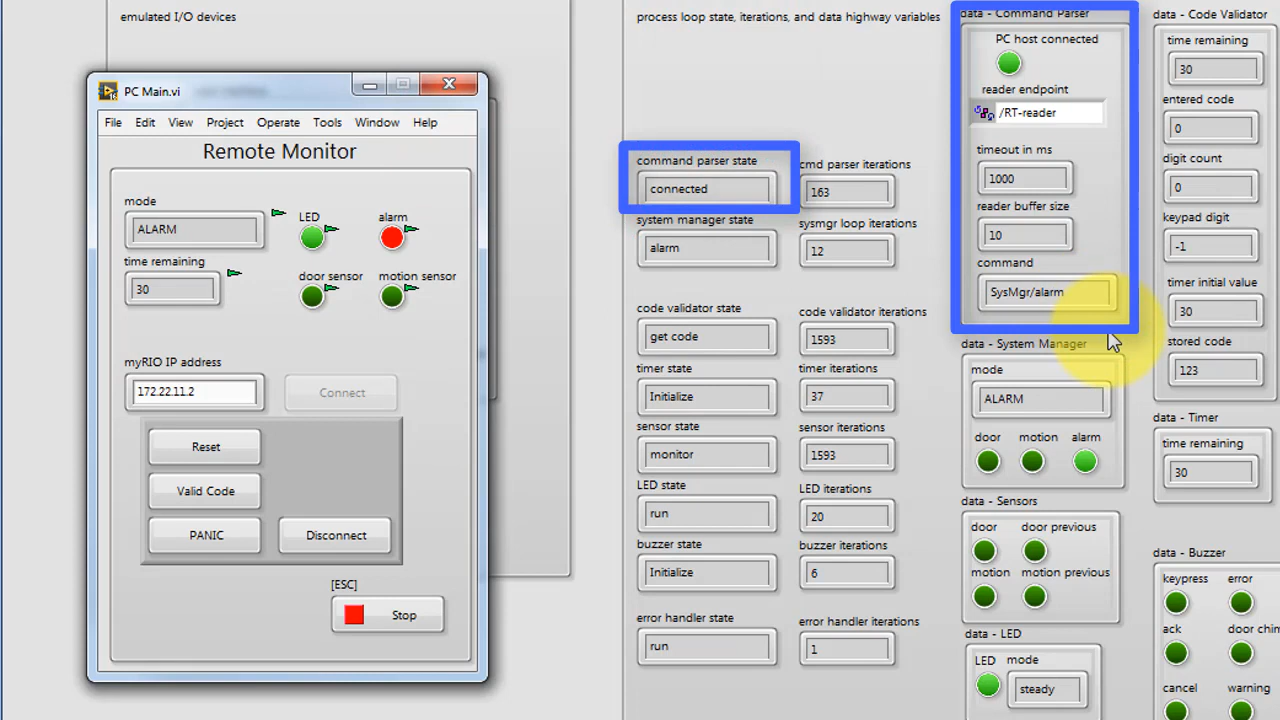 emulated I/O devices
PC Main.vi
File Edit View Project Operate Tools Window Help
Remote Monitor
mode
ALARM
LED
alarm
time remaining
30
door sensor
motion sensor
myRIO IP address
172.22.11.2
Connect
Reset
Valid Code
PANIC
Disconnect
[ESC]
Stop
process loop state, iterations, and data highway variables
command parser state
connected
cmd parser iterations
163
system manager state
alarm
sysmgr loop iterations
12
code validator state
get code
code validator iterations
1593
timer state
Initialize
timer iterations
37
sensor state
monitor
sensor iterations
1593
LED state
run
LED iterations
20
buzzer state
Initialize
buzzer iterations
6
error handler state
run
error handler iterations
1
data - Command Parser
PC host connected
reader endpoint
/RT-reader
timeout in ms
1000
reader buffer size
10
command
SysMgr/alarm
data - System Manager
mode
ALARM
door motion alarm
data - Sensors
door door previous
motion motion previous
data - LED
LED mode
steady
data - Code Validator
time remaining
30
entered code
0
digit count
0
keypad digit
-1
timer initial value
30
stored code
123
data - Timer
time remaining
30
data - Buzzer
keypress error
ack door chim
cancel warning